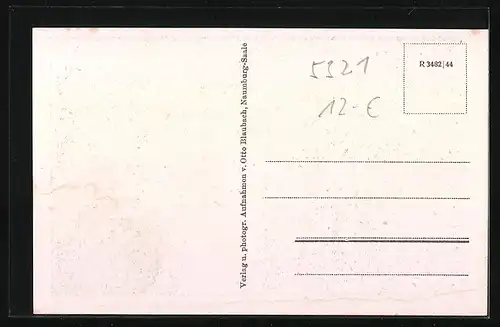 5321
12-€
R 3482|44
Verlag u. photogr. Aufnahmen v. Otto Blaubach, Naumburg-Saale